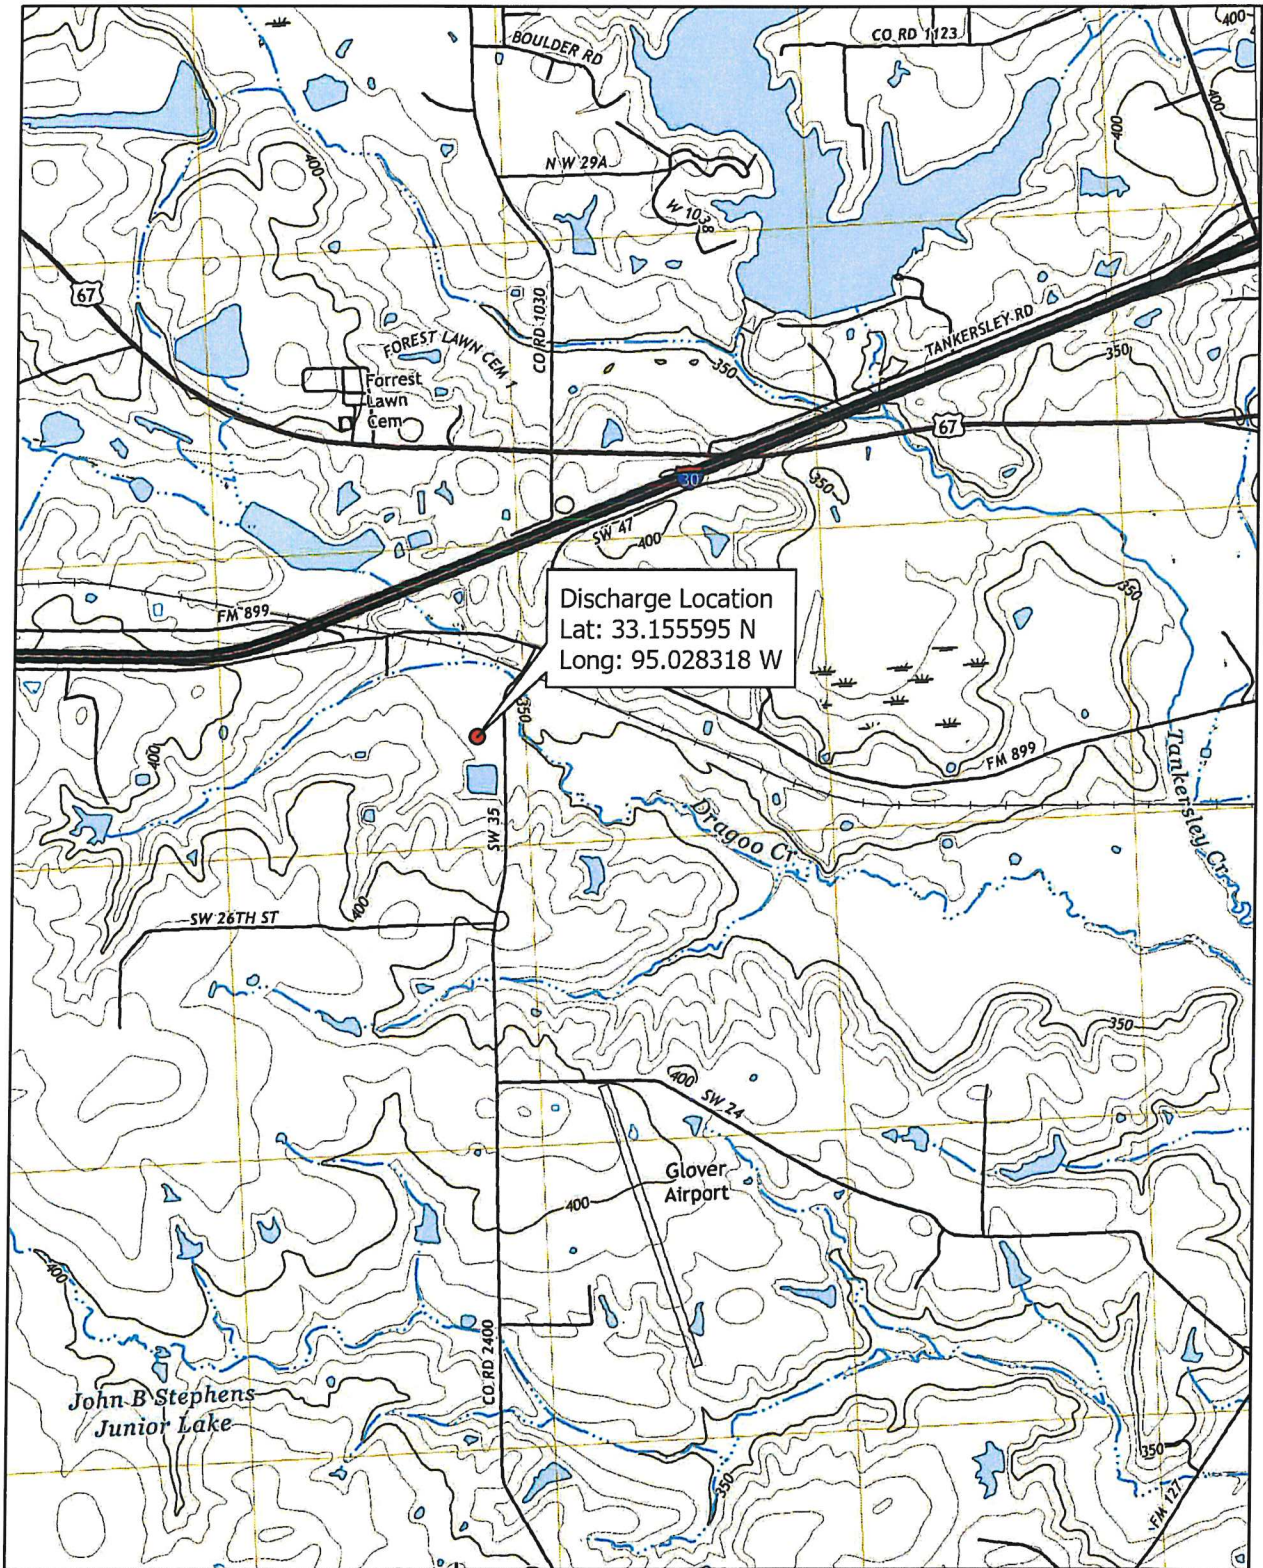 400
BOULDER RD
CO RD 1123
400
400
400
N W 29A
W 1038
67
CO RD 1030
FOREST LAWN CEM 1
TANKERSLEY RD
350
350
Forrest
Lawn
Cem
67
30
350
SW 47
400
FM 899
350
Discharge Location
Lat: 33.155595 N
Long: 95.028318 W
350
400
FM 899
Tankersley Cr
SW 35
Dragoo Cr
SW 26TH ST
400
350
400
SW 24
Glover
Airport
400
400
CO RD 2400
John B Stephens
Junior Lake
350
350
FM 127